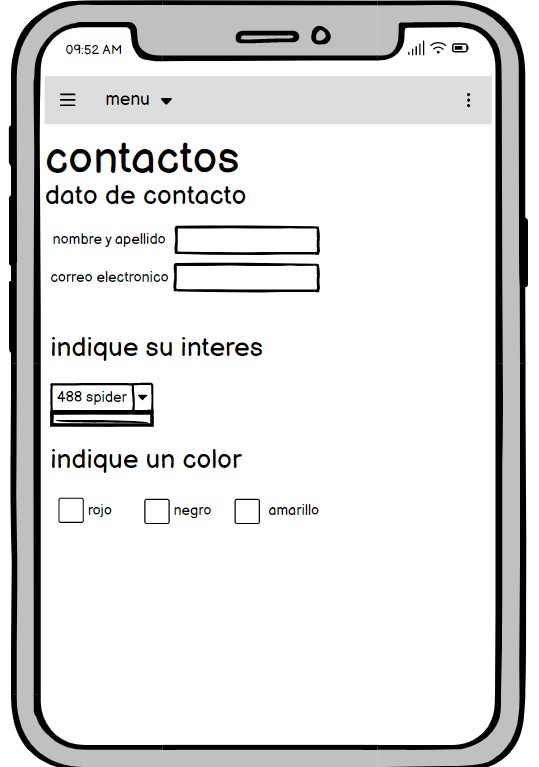 09:52 AM
menu
contactos
dato de contacto
nombre y apellido
correo electronico
indique su interes
488 spider
indique un color
rojo negro amarillo